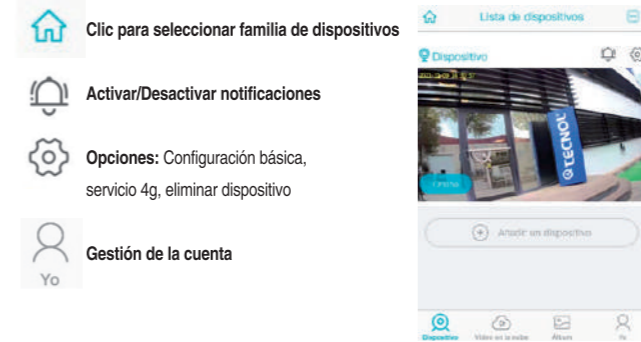 Clic para seleccionar familia de dispositivos
Activar/Desactivar notificaciones
Opciones: Configuración básica,
servicio 4g, eliminar dispositivo
Gestión de la cuenta
Yo
Lista de dispositivos
Dispositivo
TECNOL
Añadir un dispositivo
Dispositivo Video en la nube Álbum Yo